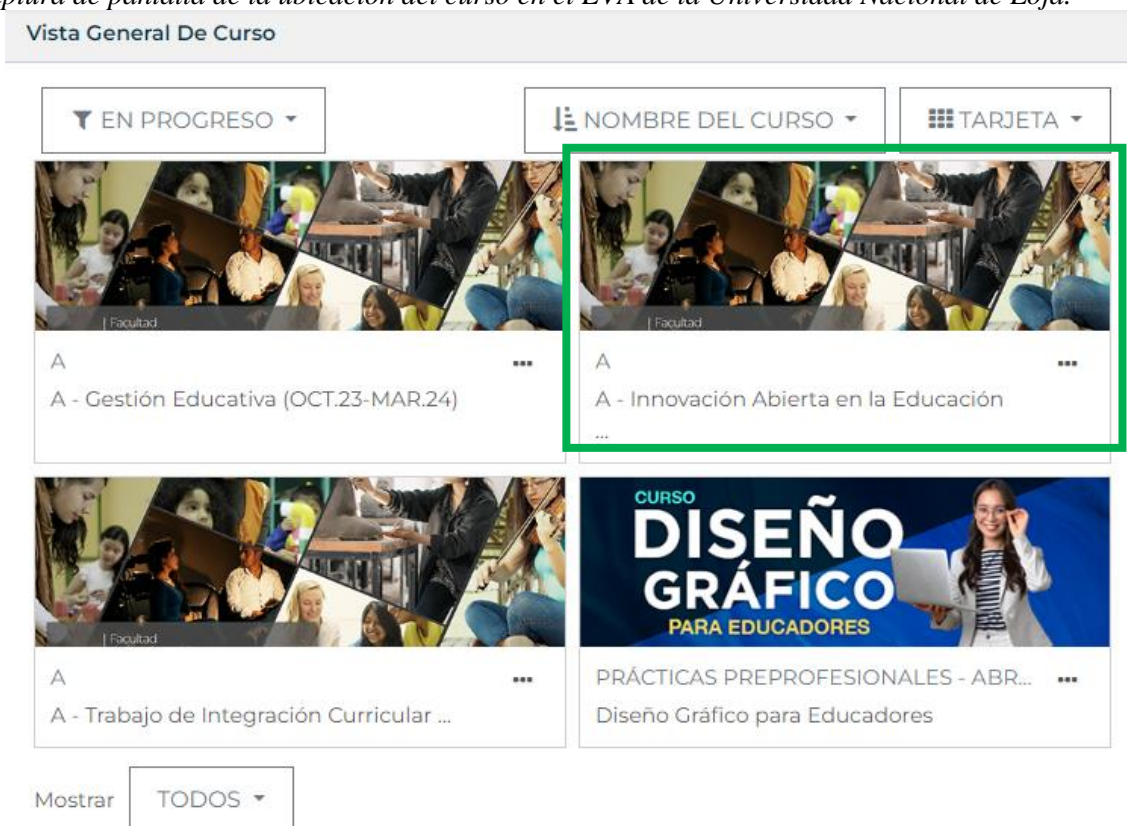 ptura de pantalla de la ubicación del curso en el EVA de la Universidad Nacional de Loja.
Vista General De Curso
EN PROGRESO
NOMBRE DEL CURSO
TARJETA
| Facultad
| Facultad
A
...
A
...
A - Gestión Educativa (OCT.23-MAR.24)
A - Innovación Abierta en la Educación
...
| Facultad
CURSO
DISEÑO
GRÁFICO
PARA EDUCADORES
A
...
PRÁCTICAS PREPROFESIONALES - ABR...
...
A - Trabajo de Integración Curricular ...
Diseño Gráfico para Educadores
Mostrar
TODOS